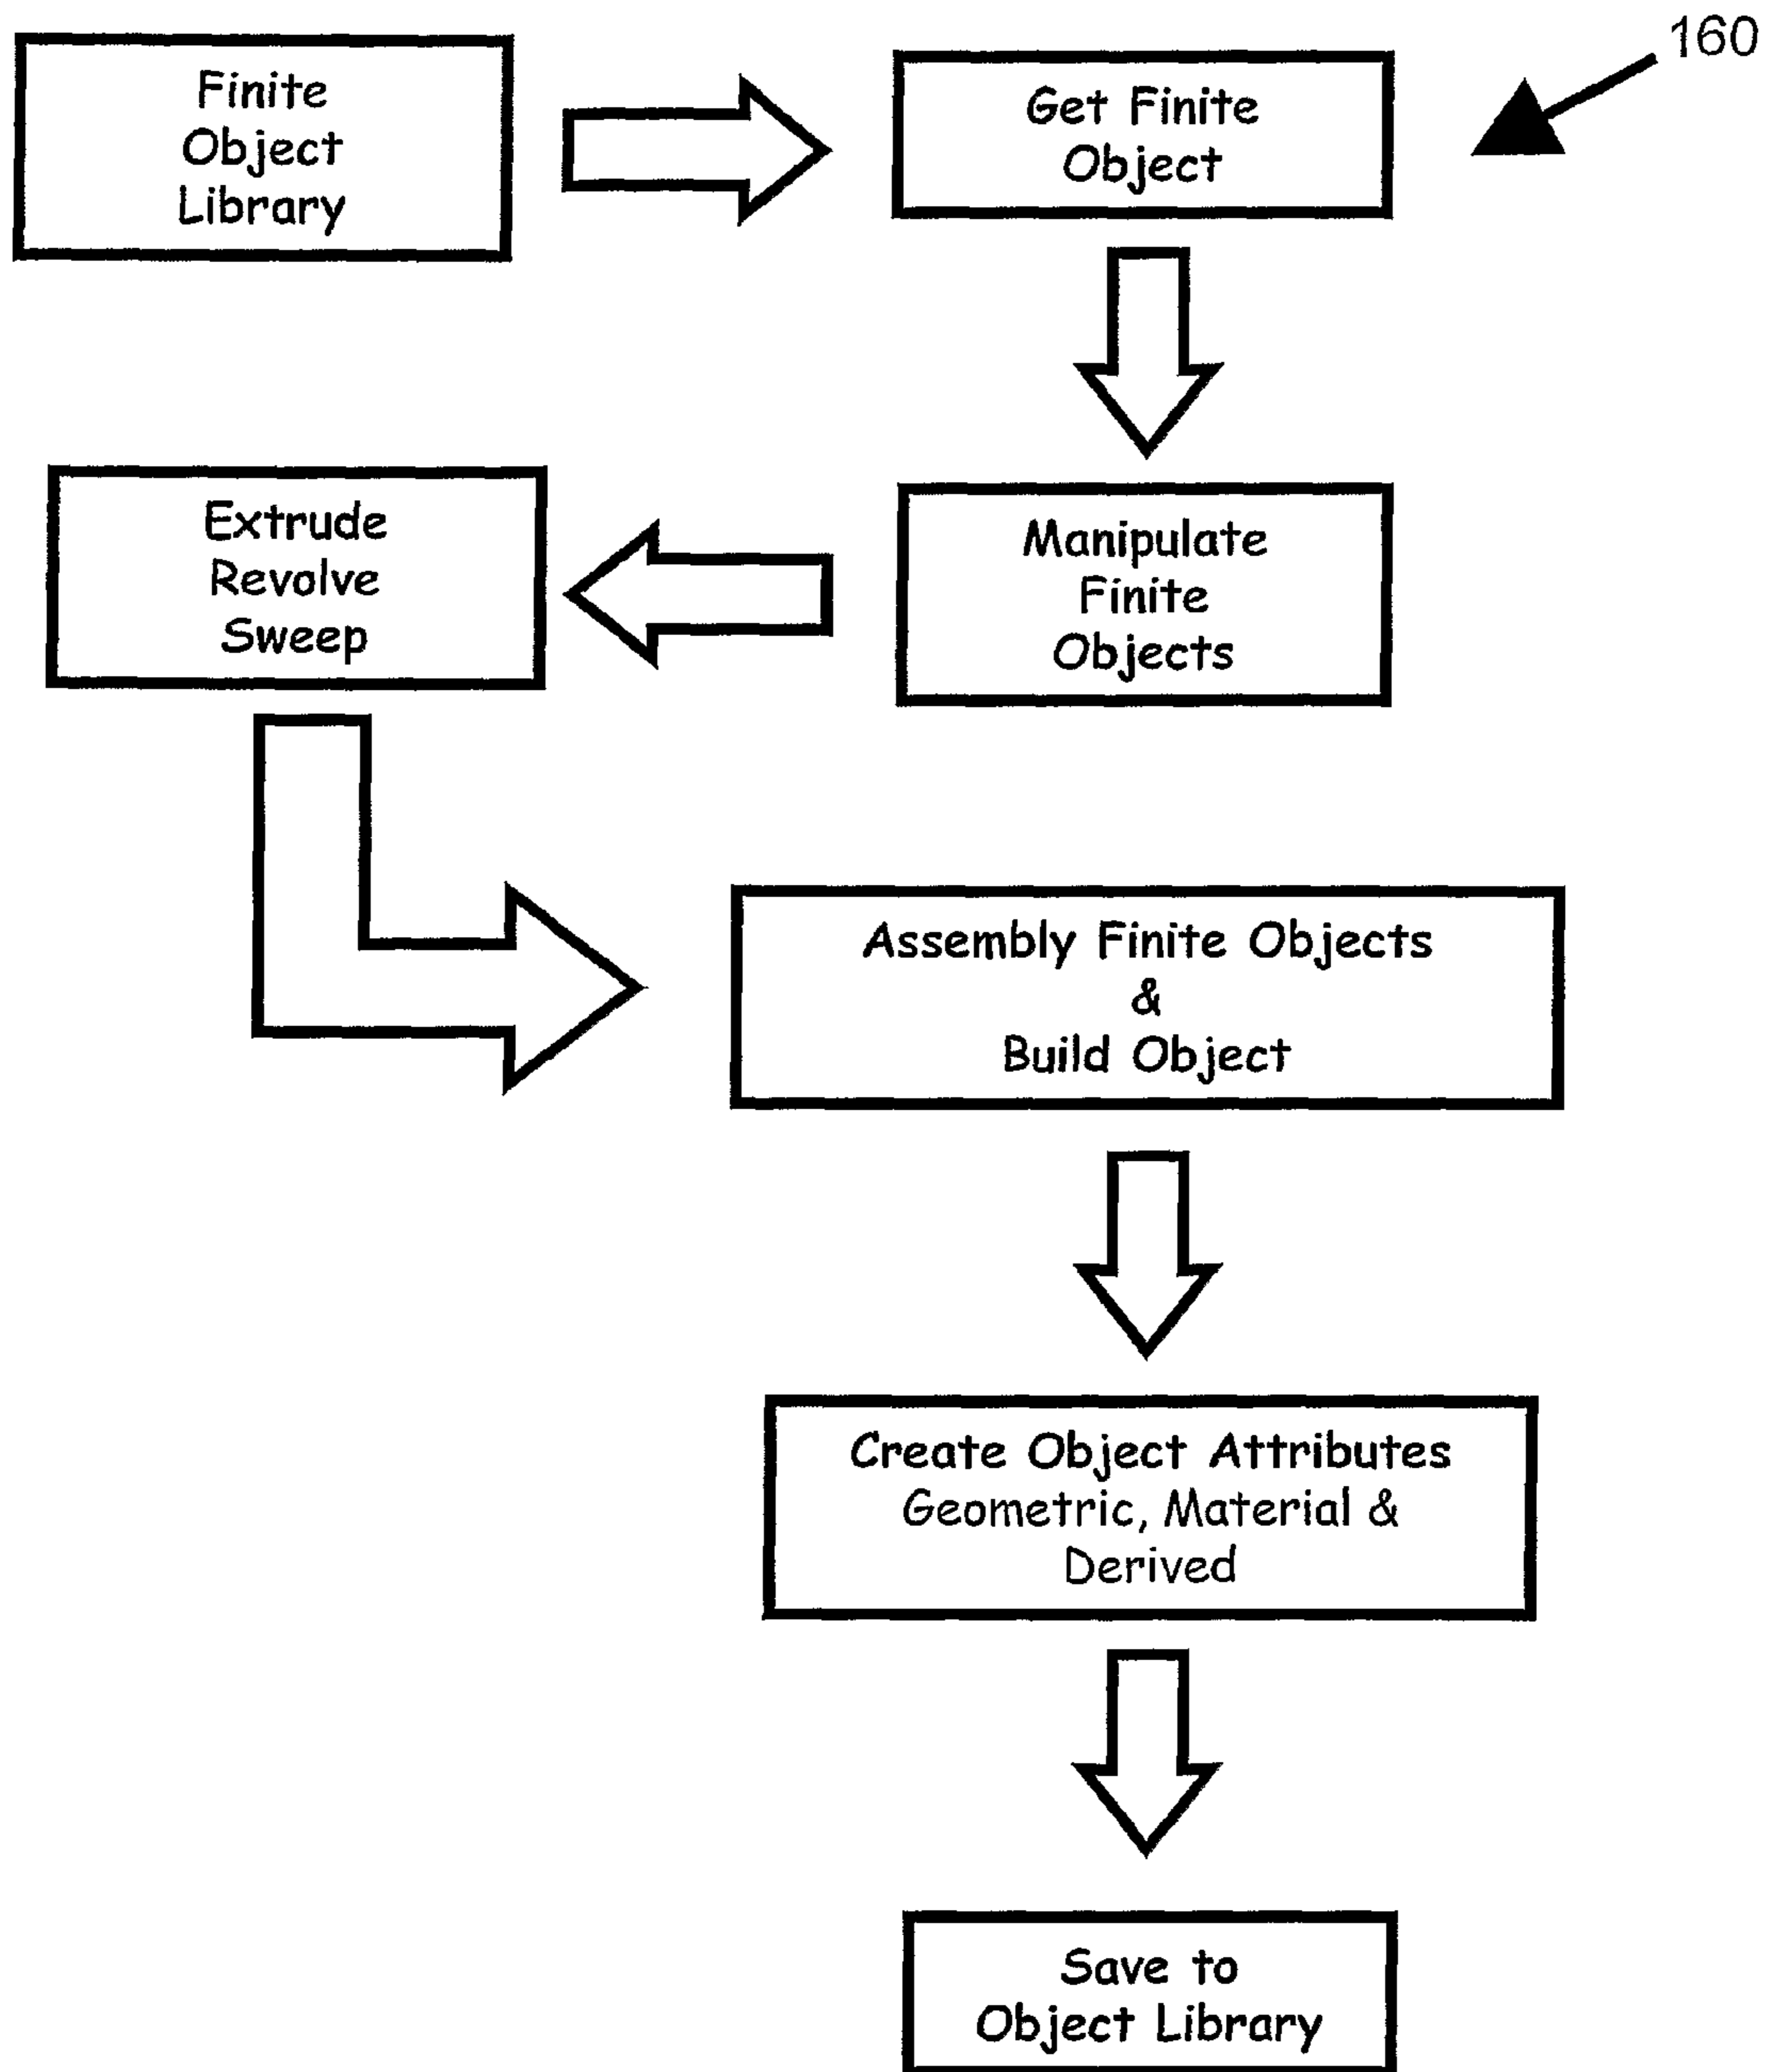 160
Finite
Object
Library
Get Finite
Object
Manipulate
Finite
Objects
Extrude
Revolve
Sweep
Assembly Finite Objects
&
Build Object
Create Object Attributes
Geometric, Material &
Derived
Save to
Object Library